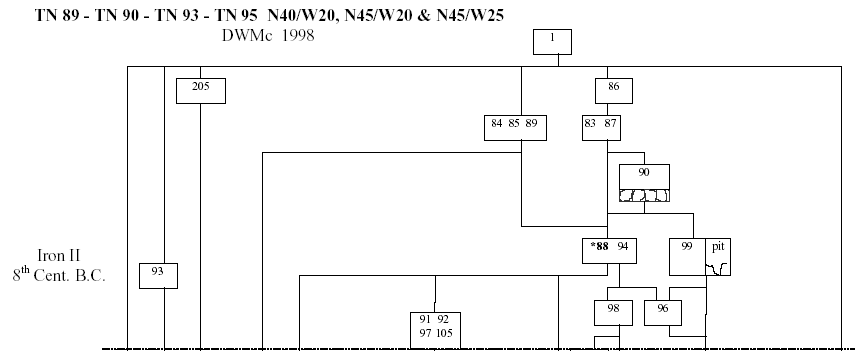 TN 89 - TN 90 - TN 93 - TN 95 N40/W20, N45/W20 & N45/W25
DWMc 1998
1
205
86
84 85 89
83 87
90
*88 94
99
pit
Iron II
8th Cent. B.C.
93
91 92
97 105
98
96